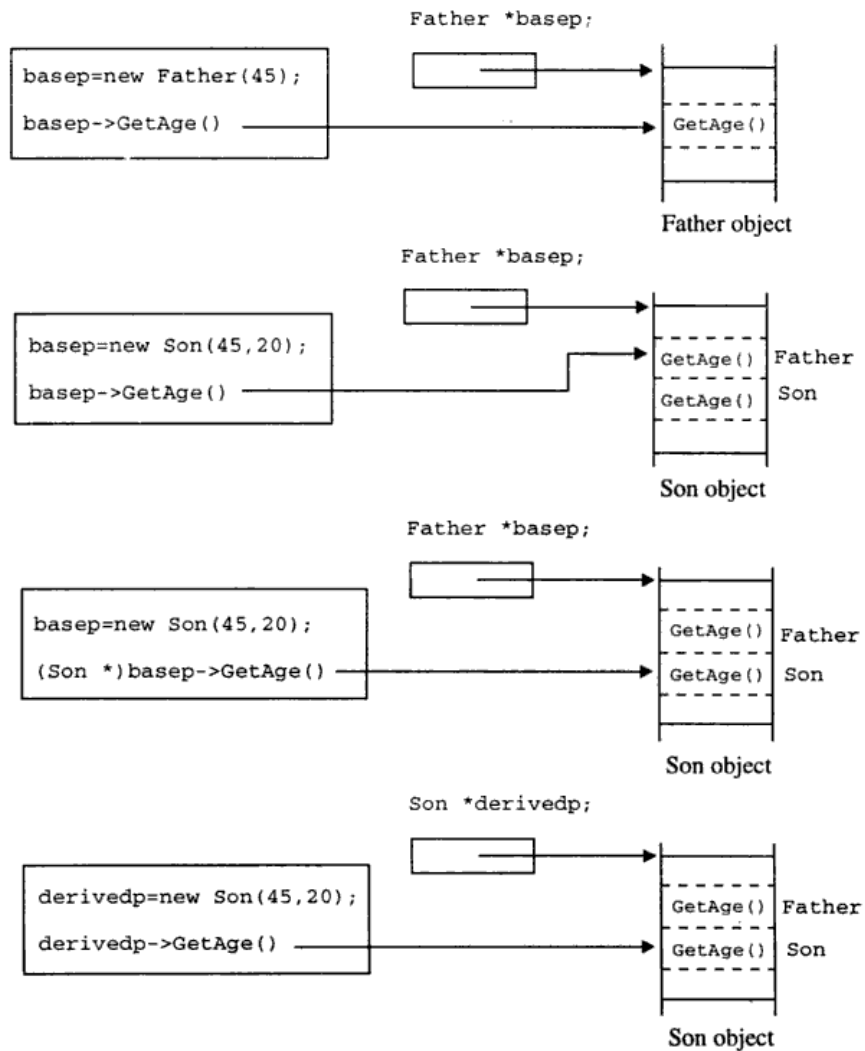 Father *basep;
basep=new Father(45);
basep->GetAge()
GetAge()
Father object
Father *basep;
basep=new Son(45,20);
basep->GetAge()
GetAge() Father
GetAge() Son
Son object
Father *basep;
basep=new Son(45,20);
(Son *)basep->GetAge()
GetAge() Father
GetAge() Son
Son object
Son *derivedp;
derivedp=new Son(45,20);
derivedp->GetAge()
GetAge() Father
GetAge() Son
Son object